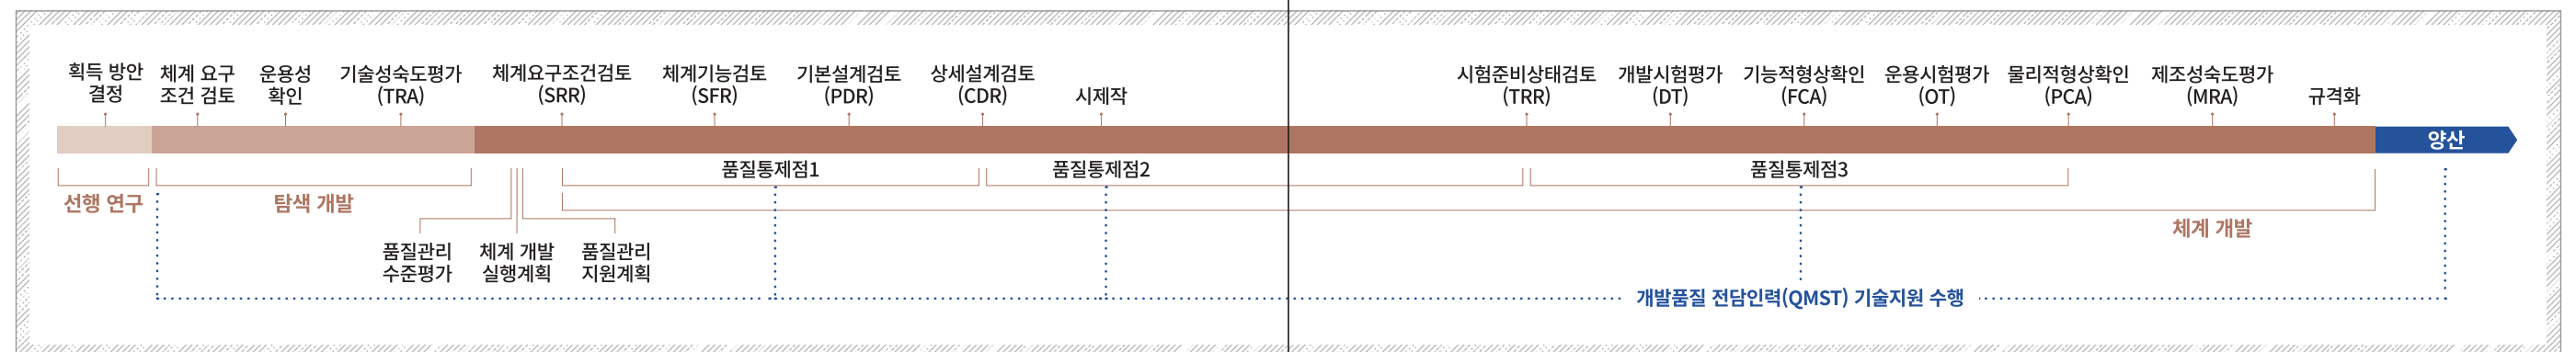 획득 방안
결정
체계 요구
조건 검토
운용성
확인
기술성숙도평가
(TRA)
체계요구조건검토
(SRR)
체계기능검토
(SFR)
기본설계검토
(PDR)
상세설계검토
(CDR)
시제작
시험준비상태검토
(TRR)
개발시험평가
(DT)
기능적형상확인
(FCA)
운용시험평가
(OT)
물리적형상확인
(PCA)
제조성숙도평가
(MRA)
규격화
양산
품질통제점1
품질통제점2
품질통제점3
선행 연구
탐색 개발
체계 개발
품질관리
수준평가
체계 개발
실행계획
품질관리
지원계획
개발품질 전담인력(QMST) 기술지원 수행